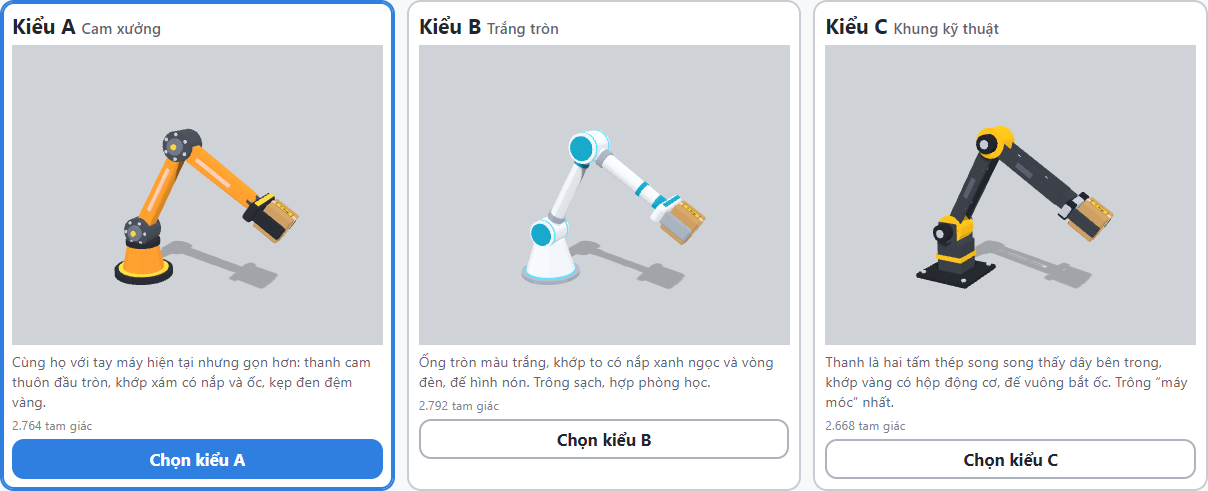 Kiểu A Cam xưởng
Cùng họ với tay máy hiện tại nhưng gọn hơn: thanh cam
thuôn đầu tròn, khớp xám có nắp và ốc, kẹp đen đệm
vàng.
2.764 tam giác
Chọn kiểu A
Kiểu B Trắng tròn
Ống tròn màu trắng, khớp to có nắp xanh ngọc và vòng
đèn, đế hình nón. Trông sạch, hợp phòng học.
2.792 tam giác
Chọn kiểu B
Kiểu C Khung kỹ thuật
Thanh là hai tấm thép song song thấy dây bên trong,
khớp vàng có hộp động cơ, đế vuông bắt ốc. Trông “máy
móc” nhất.
2.668 tam giác
Chọn kiểu C